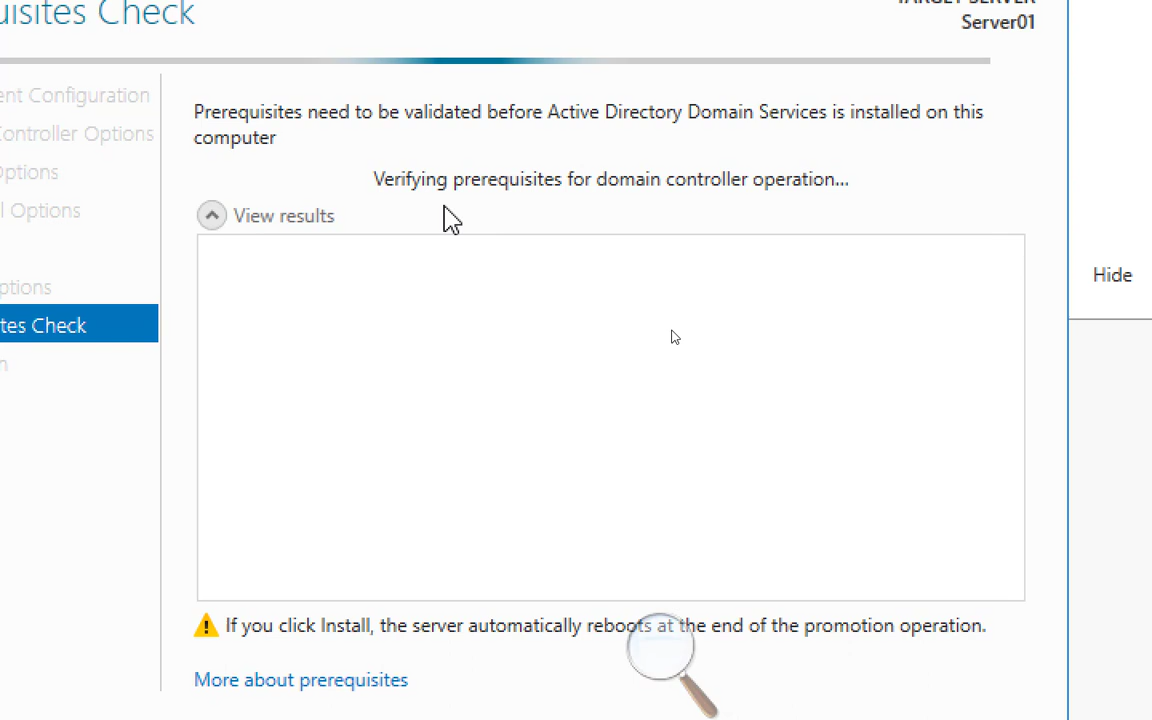 uisites Check
TARGET SERVER
Server01
ent Configuration
Controller Options
Options
l Options
ptions
ites Check
n
Prerequisites need to be validated before Active Directory Domain Services is installed on this
computer
Verifying prerequisites for domain controller operation...
View results
Hide
If you click Install, the server automatically reboots at the end of the promotion operation.
More about prerequisites